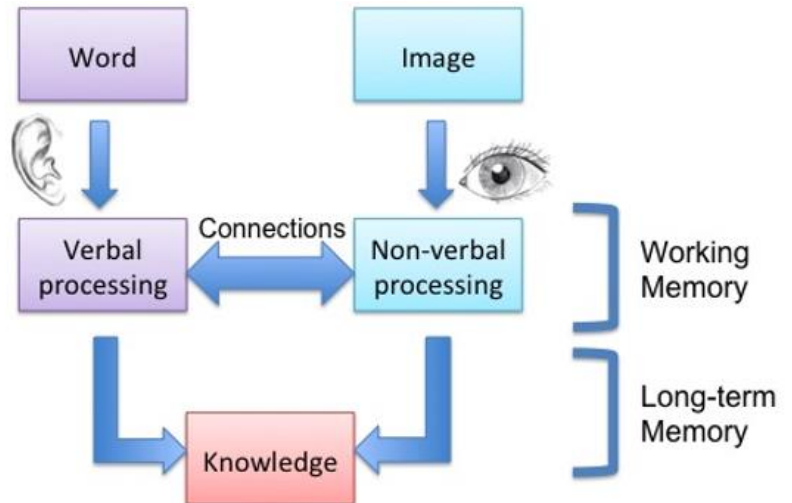 Word
Image
Connections
Verbal
processing
Non-verbal
processing
Working
Memory
Long-term
Memory
Knowledge